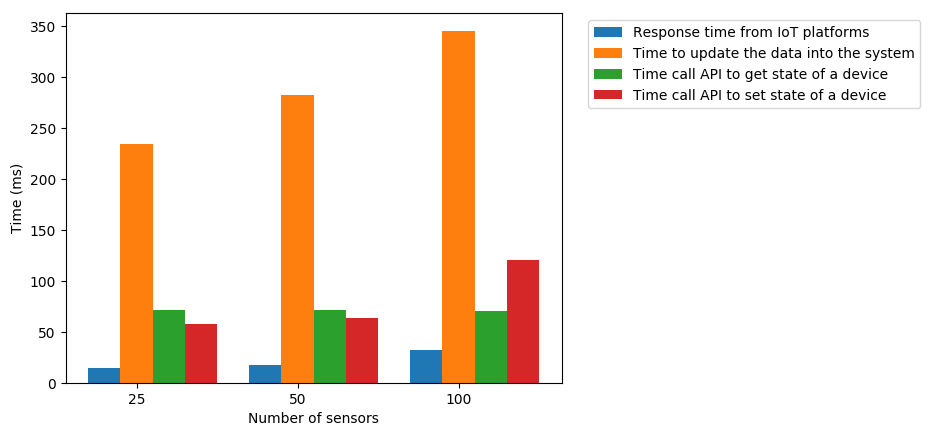 350
300
250
200
150
100
50
0
Time (ms)
25 50 100
Number of sensors
Response time from IoT platforms
Time to update the data into the system
Time call API to get state of a device
Time call API to set state of a device